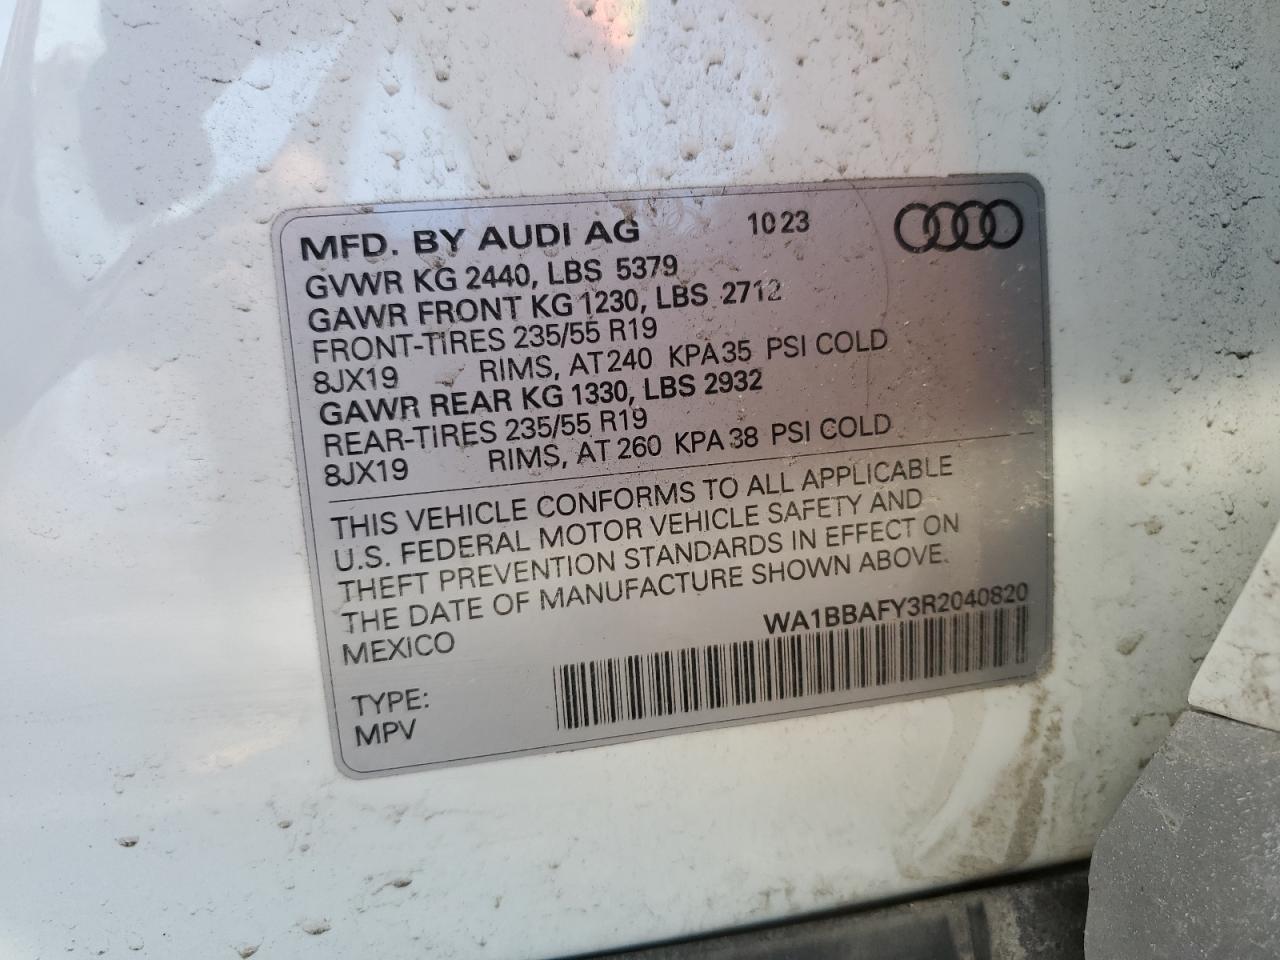 MFD. BY AUDI AG 10 23
GVWR KG 2440, LBS 5379
GAWR FRONT KG 1230, LBS 2712
FRONT-TIRES 235/55 R19
8JX19 RIMS, AT 240 KPA 35 PSI COLD
GAWR REAR KG 1330, LBS 2932
REAR-TIRES 235/55 R19
8JX19 RIMS, AT 260 KPA 38 PSI COLD
THIS VEHICLE CONFORMS TO ALL APPLICABLE
U.S. FEDERAL MOTOR VEHICLE SAFETY AND
THEFT PREVENTION STANDARDS IN EFFECT ON
THE DATE OF MANUFACTURE SHOWN ABOVE.
MEXICO
WA1BBAFY3R2040820
TYPE:
MPV